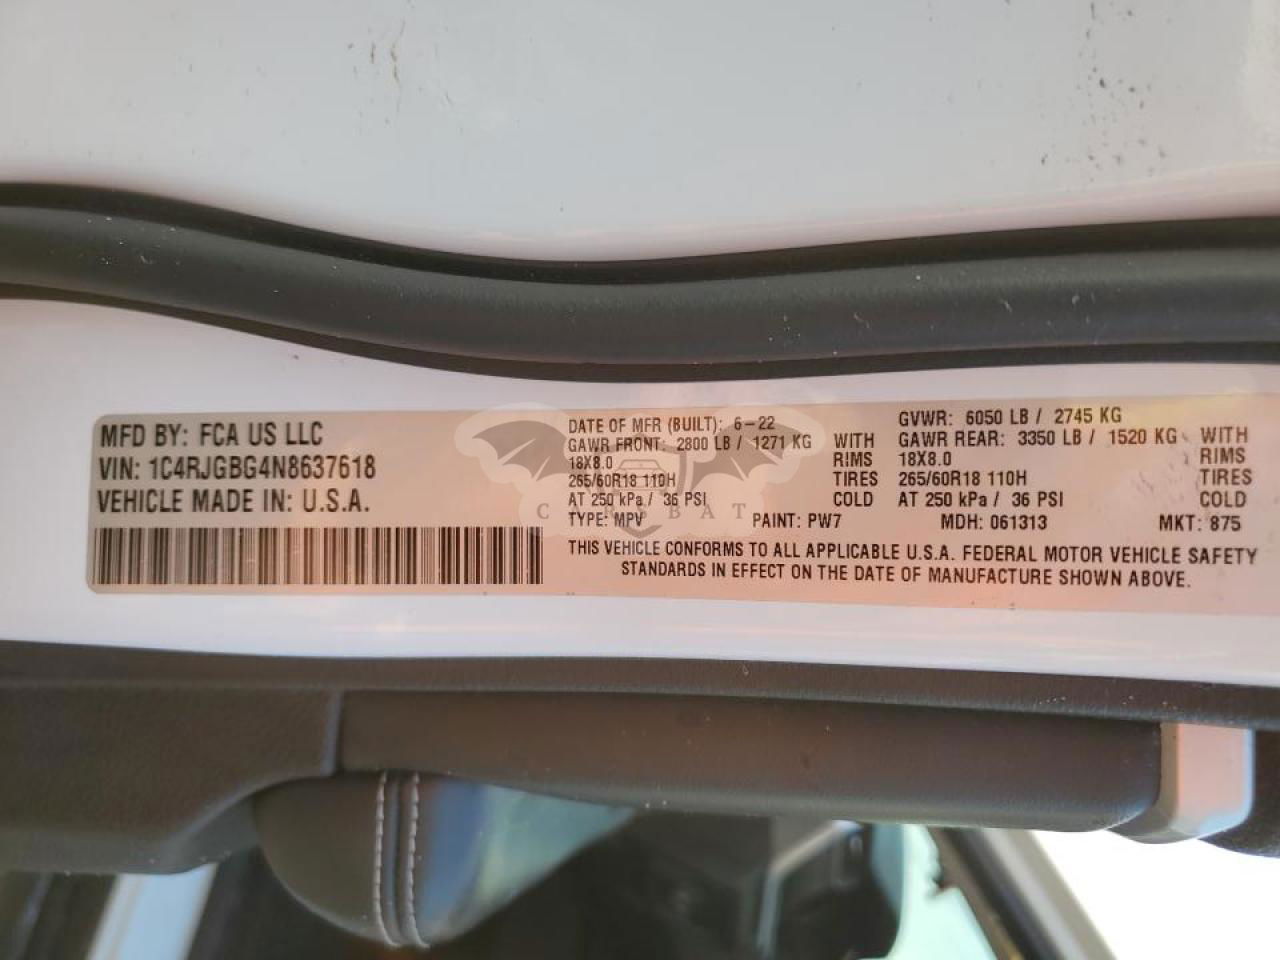 MFD BY: FCA US LLC
VIN: 1C4RJGBG4N8637618
VEHICLE MADE IN: U.S.A.
DATE OF MFR (BUILT): 6-22 GVWR: 6050 LB / 2745 KG
GAWR FRONT: 2800 LB / 1271 KG WITH GAWR REAR: 3350 LB / 1520 KG WITH
18X8.0 RIMS 18X8.0 RIMS
265/60R18 110H TIRES 265/60R18 110H TIRES
AT 250 kPa / 36 PSI COLD AT 250 kPa / 36 PSI COLD
TYPE: MPV PAINT: PW7 MDH: 061313 MKT: 875
THIS VEHICLE CONFORMS TO ALL APPLICABLE U.S.A. FEDERAL MOTOR VEHICLE SAFETY
STANDARDS IN EFFECT ON THE DATE OF MANUFACTURE SHOWN ABOVE.
CARSBAT